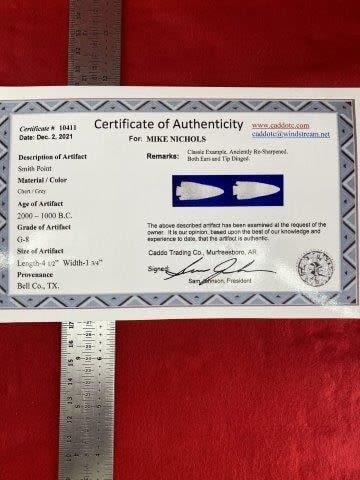 Certificate # 10411
Date: Dec. 2, 2021
Certificate of Authenticity
For: MIKE NICHOLS
www.caddotc.com
caddotc@windstream.net
Description of Artifact
Smith Point
Material / Color
Chert / Grey
Age of Artifact
2000 – 1000 B.C.
Grade of Artifact
G-8
Size of Artifact
Length-4 1/2" Width-1 3/4"
Provenance
Bell Co., TX.
Remarks: Classic Example, Anciently Re-Sharpened.
Both Ears and Tip Dinged.
The above described artifact has been examined at the request of the
owner. It is our opinion, based upon the best of our knowledge and
experience to date, that the artifact is authentic.
Caddo Trading Co., Murfreesboro, AR
Signed
Sam Johnson, President